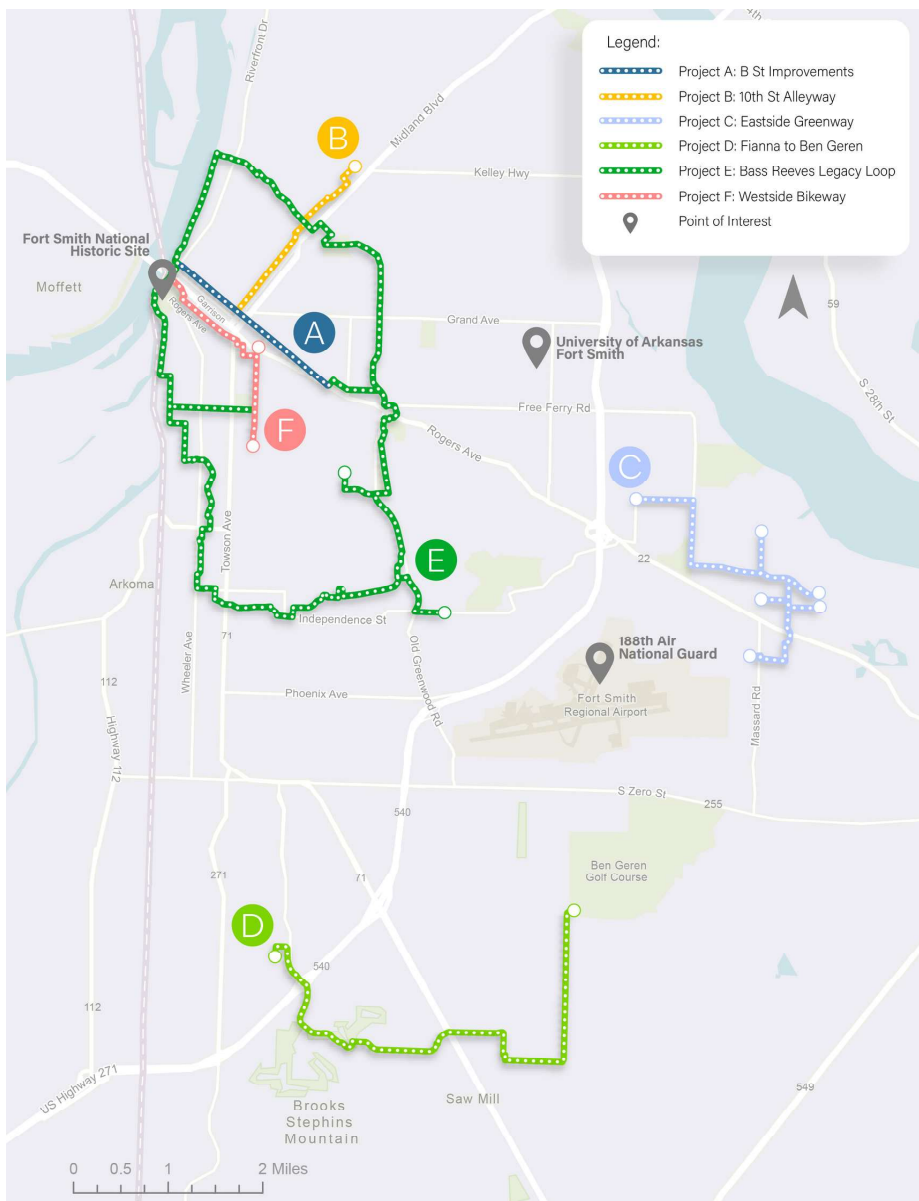 Legend:
Project A: B St Improvements
Project B: 10th St Alleyway
Project C: Eastside Greenway
Project D: Fianna to Ben Geren
Project E: Bass Reeves Legacy Loop
Project F: Westside Bikeway
Point of Interest
Riverfront Dr
Midland Blvd
B
Kelley Hwy
Fort Smith National
Historic Site
Moffett
Garrison
Rogers Ave
A
Grand Ave
University of Arkansas
Fort Smith
59
S 28th St
Free Ferry Rd
F
Rogers Ave
C
Towson Ave
22
E
Arkoma
Independence St
71
Old Greenwood Rd
188th Air
National Guard
Wheeler Ave
112
Phoenix Ave
Fort Smith
Regional Airport
Massard Rd
Highway 112
S Zero St
255
540
271
71
Ben Geren
Golf Course
D
540
112
US Highway 271
Saw Mill
549
Brooks
Stephins
Mountain
0 0.5 1 2 Miles